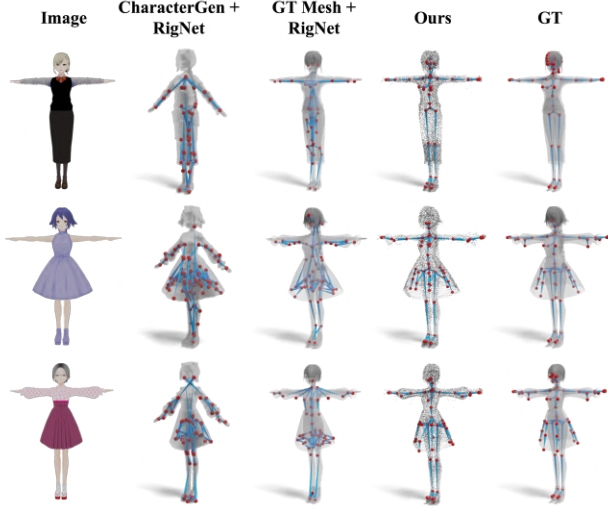 Image
CharacterGen +
RigNet
GT Mesh +
RigNet
Ours
GT